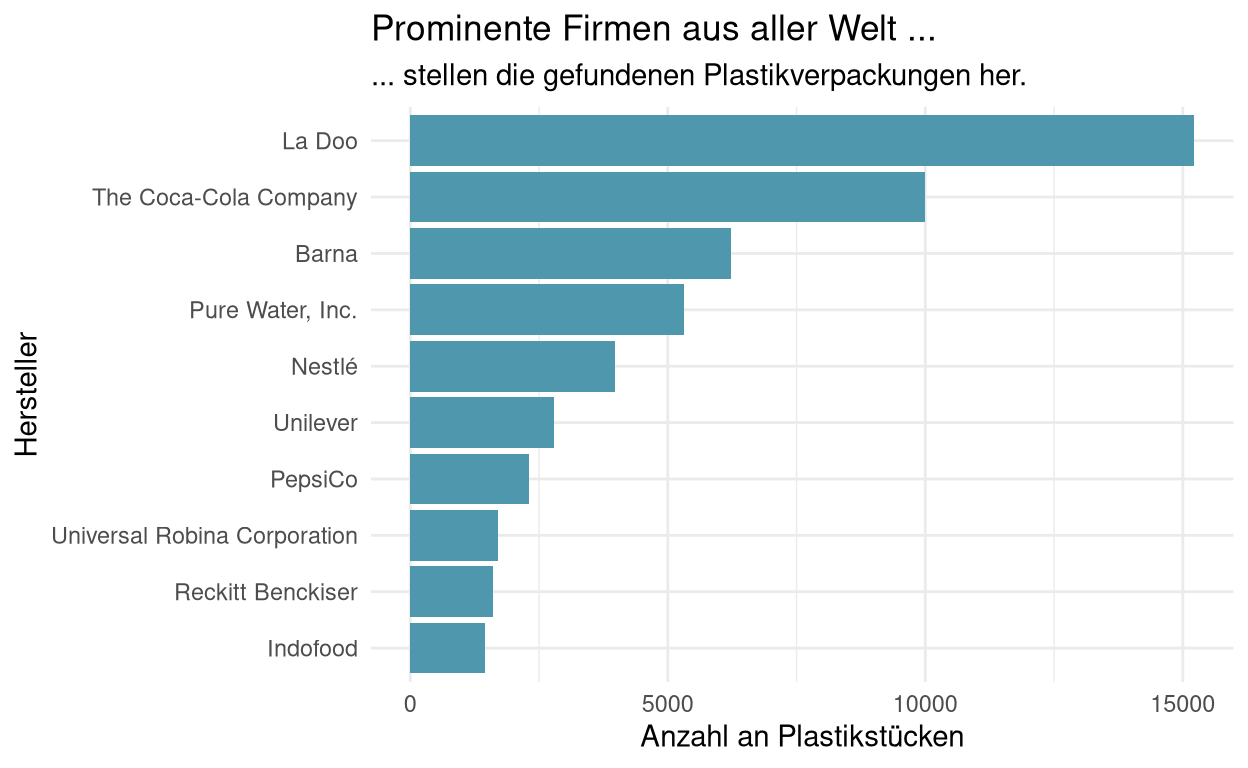 Prominente Firmen aus aller Welt ...
... stellen die gefundenen Plastikverpackungen her.
Hersteller
La Doo
The Coca-Cola Company
Barna
Pure Water, Inc.
Nestlé
Unilever
PepsiCo
Universal Robina Corporation
Reckitt Benckiser
Indofood
0 5000 10000 15000
Anzahl an Plastikstücken